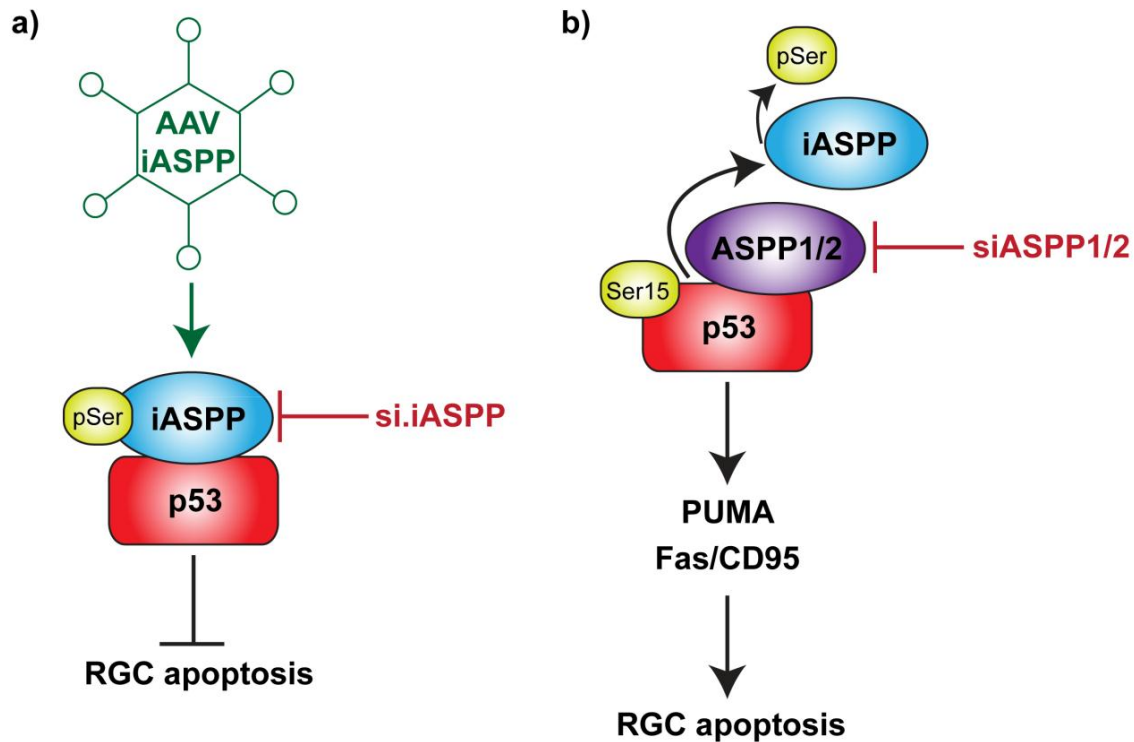 a)
AAV
iASPP
pSer
iASPP
si.iASPP
p53
RGC apoptosis
b)
pSer
iASPP
ASPP1/2
siASPP1/2
Ser15
p53
PUMA
Fas/CD95
RGC apoptosis